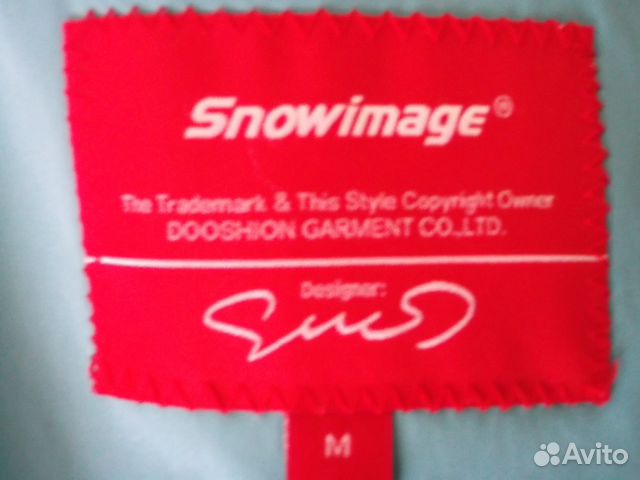 Snowimage®
The Trademark & This Style Copyright Owner
DOOSHION GARMENT CO.,LTD.
Designer:
M
Avito